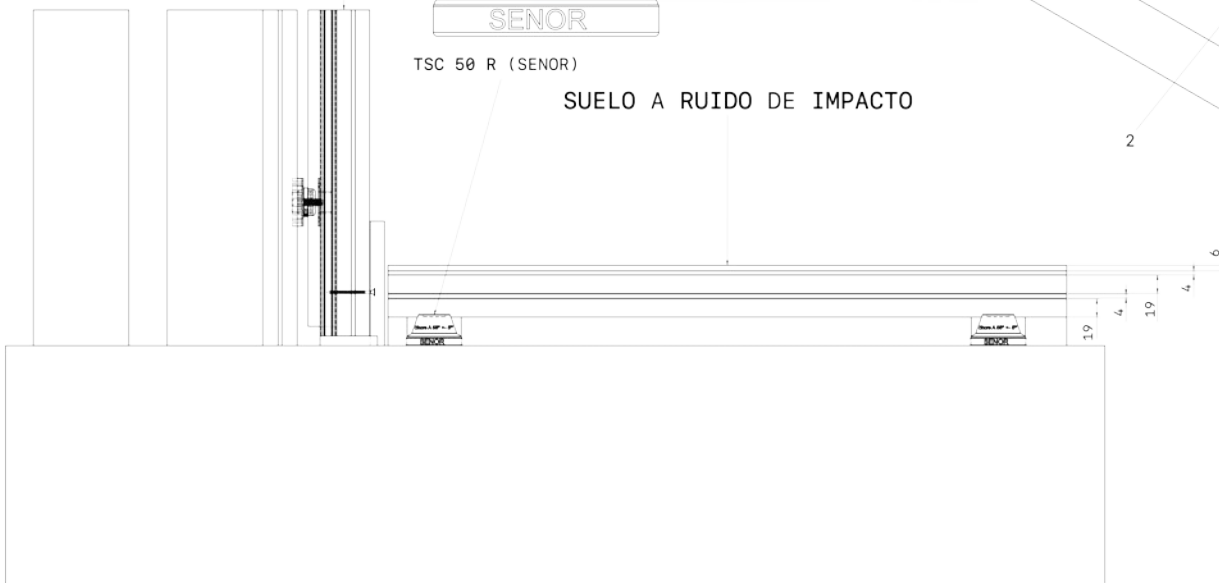 SENOR
TSC 50 R (SENOR)
SUELO A RUIDO DE IMPACTO
2
6
4
19
4
19
SENOR
SENOR